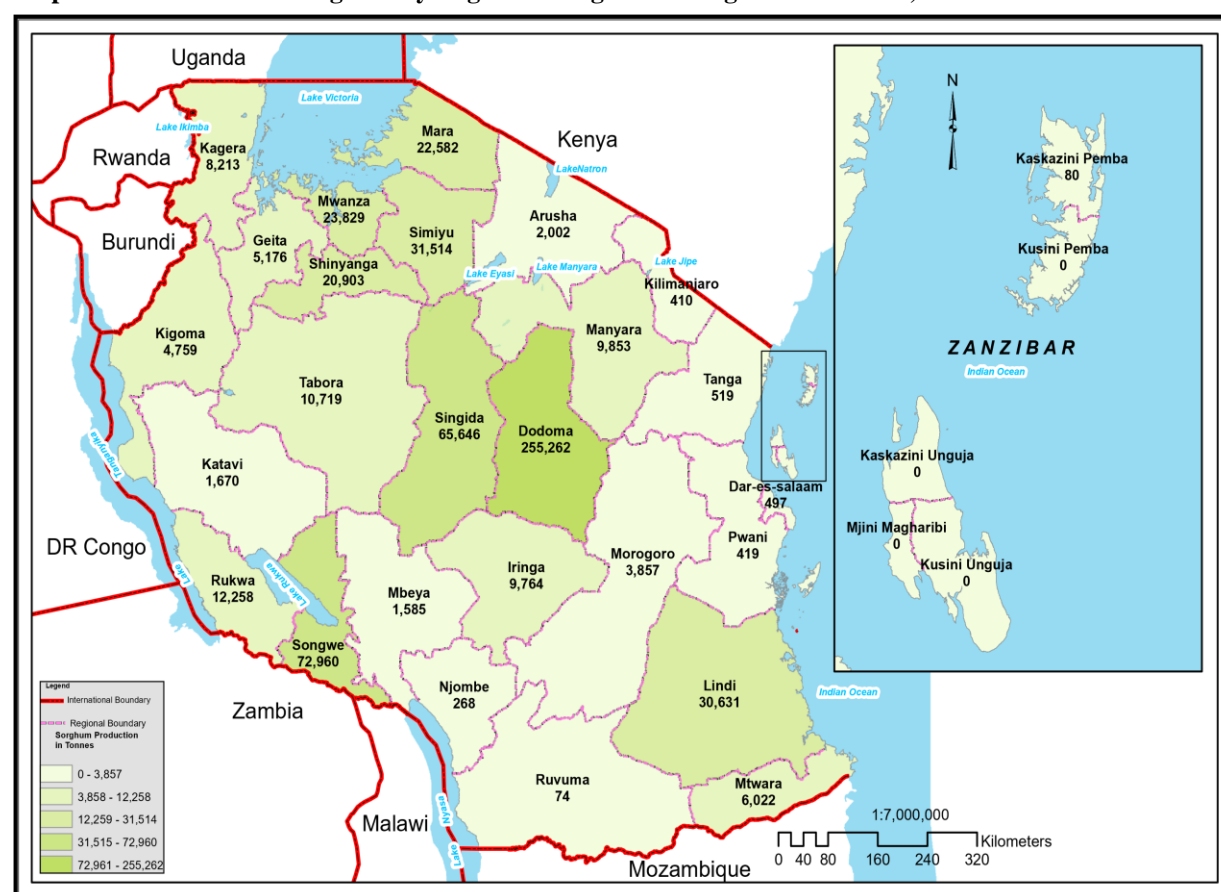 Uganda
Lake Victoria
Lake Ikimba
Kagera
8,213
Mara
22,582
Kenya
Rwanda
LakeNatron
Mwanza
23,829
Arusha
2,002
Burundi
Geita
5,176
Simiyu
31,514
Shinyanga
20,903
Lake Eyasi
Lake Manyara
Lake Jipe
Kilimanjaro
410
Kigoma
4,759
Manyara
9,853
Tabora
10,719
Tanga
519
Singida
65,646
Dodoma
255,262
Katavi
1,670
Tanganyika
Lake
Dar-es-salaam
497
DR Congo
Pwani
419
Morogoro
3,857
Iringa
9,764
Rukwa
12,258
Lake Rukwa
Mbeya
1,585
Songwe
72,960
Njombe
268
Lindi
30,631
Indian Ocean
Zambia
Ruvuma
74
Mtwara
6,022
Malawi
Nyasa
Lake
Mozambique
N
Kaskazini Pemba
80
Kusini Pemba
0
ZANZIBAR
Indian Ocean
Kaskazini Unguja
0
Mjini Magharibi
0
Kusini Unguja
0
Legend
International Boundary
Regional Boundary
Sorghum Production
in Tonnes
0 - 3,857
3,858 - 12,258
12,259 - 31,514
31,515 - 72,960
72,961 - 255,262
1:7,000,000
Kilometers
0 40 80 160 240 320